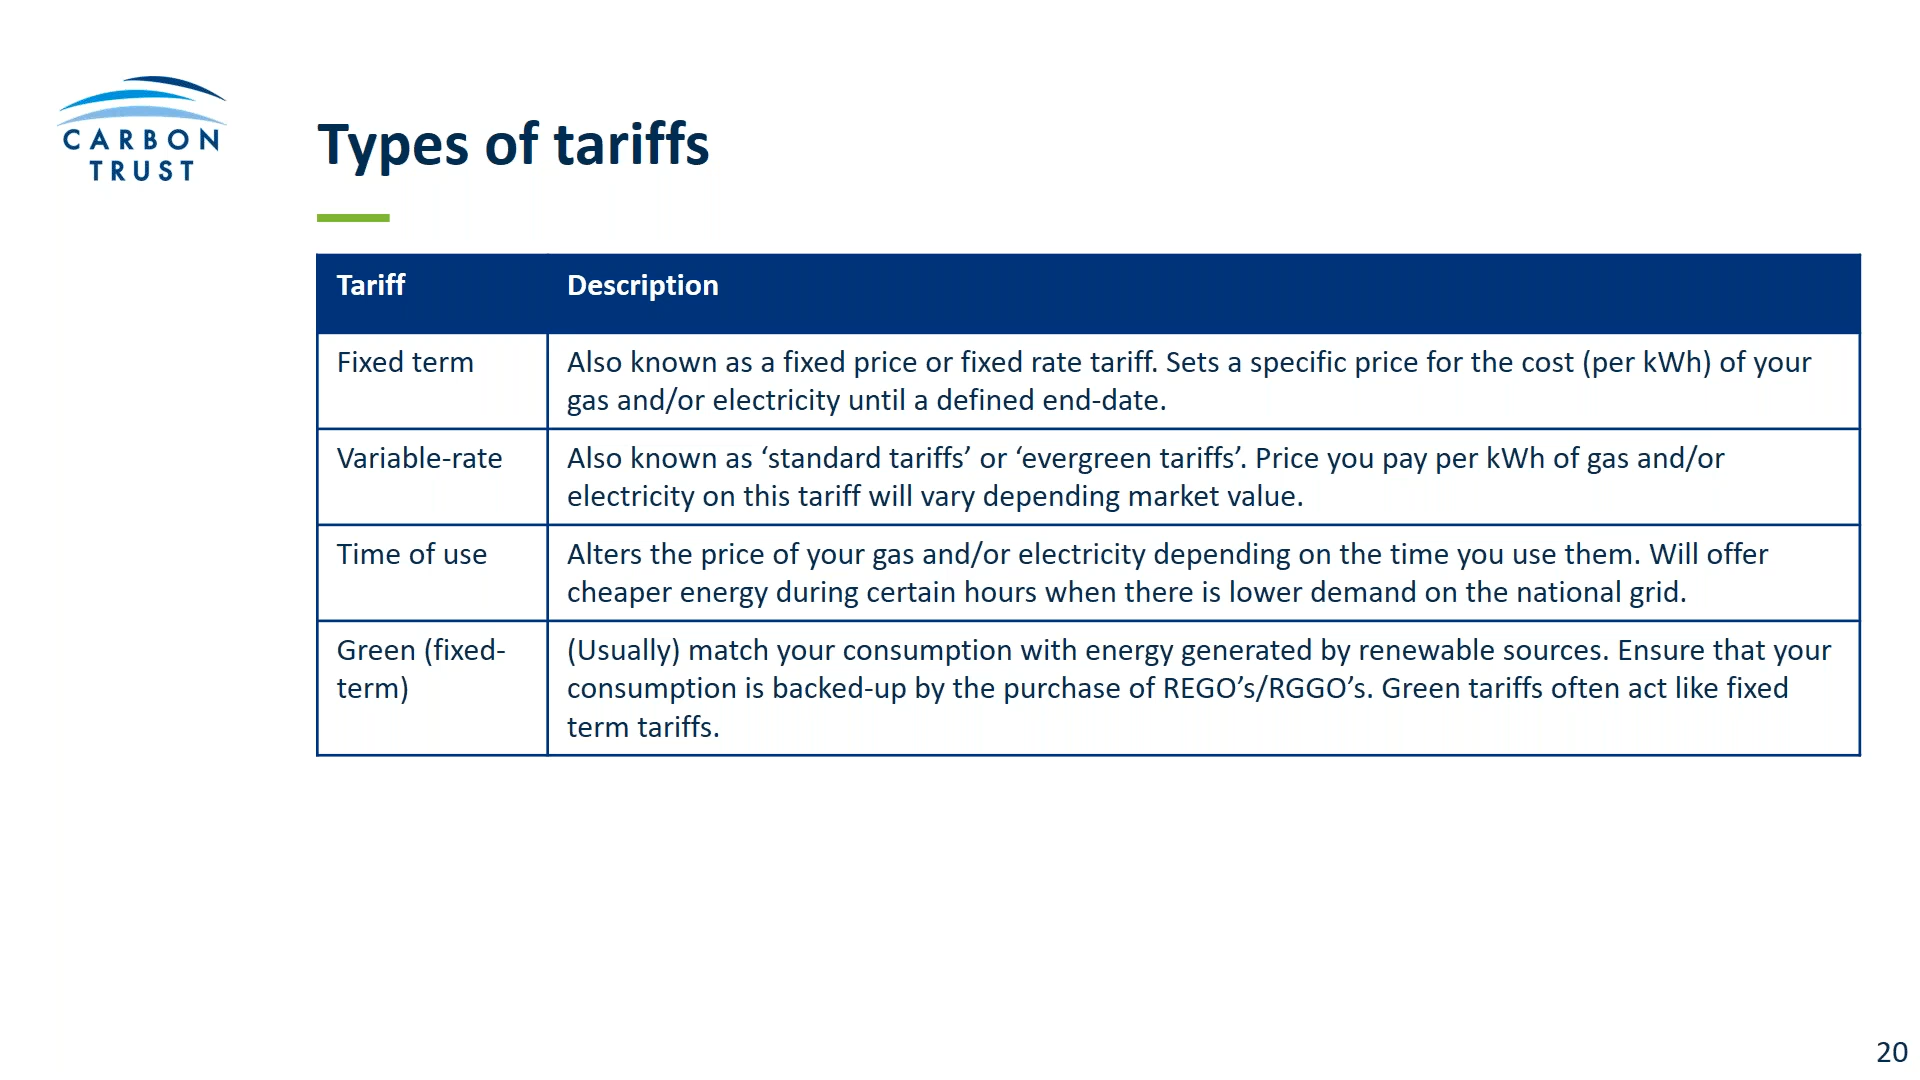 CARBON
TRUST
Types of tariffs
Tariff
Description
Fixed term
Also known as a fixed price or fixed rate tariff. Sets a specific price for the cost (per kWh) of your
gas and/or electricity until a defined end-date.
Variable-rate
Also known as ‘standard tariffs’ or ‘evergreen tariffs’. Price you pay per kWh of gas and/or
electricity on this tariff will vary depending market value.
Time of use
Alters the price of your gas and/or electricity depending on the time you use them. Will offer
cheaper energy during certain hours when there is lower demand on the national grid.
Green (fixed-
term)
(Usually) match your consumption with energy generated by renewable sources. Ensure that your
consumption is backed-up by the purchase of REGO’s/RGGO’s. Green tariffs often act like fixed
term tariffs.
20